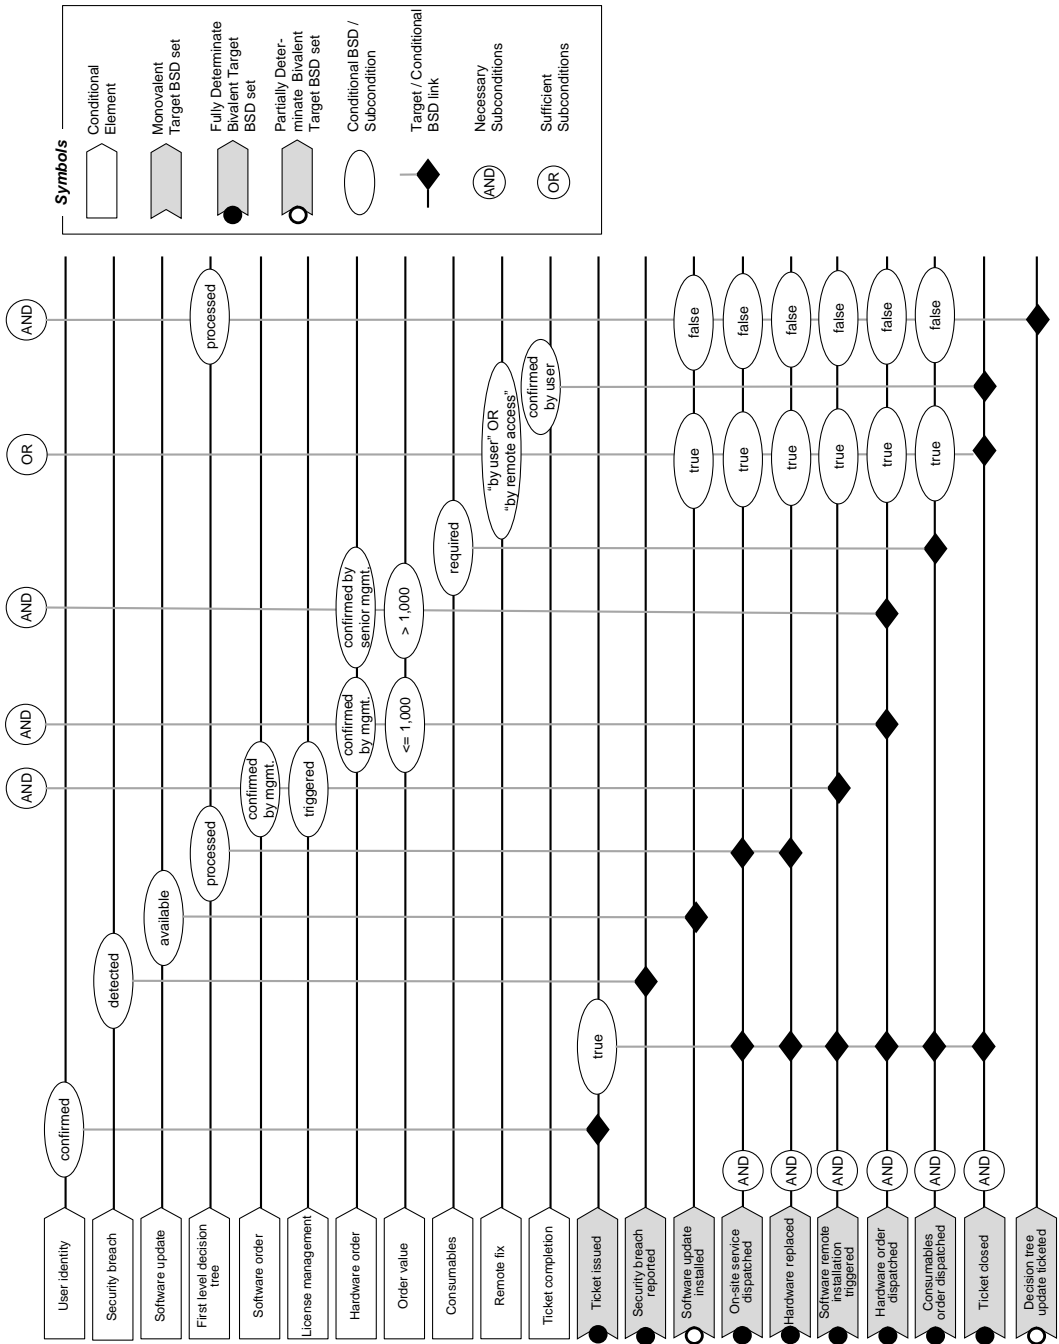 Symbols
Conditional
Element
Monovalent
Target BSD set
Fully Determinate
Bivalent Target
BSD set
Partially Deter-
minate Bivalent
Target BSD set
Conditional BSD /
Subcondition
Target / Conditional
BSD link
AND
Necessary
Subconditions
OR
Sufficient
Subconditions
User identity
confirmed
Security breach
detected
Software update
available
First level decision
tree
processed
processed
Software order
confirmed
by mgmt.
License management
triggered
Hardware order
confirmed
by mgmt.
confirmed by
senior mgmt.
Order value
<= 1,000
> 1,000
Consumables
required
Remote fix
“by user” OR
“by remote access”
Ticket completion
confirmed
by user
Ticket issued
true
Security breach
reported
Software update
installed
true
false
On-site service
dispatched
AND
true
false
Hardware replaced
AND
true
false
Software remote
installation
triggered
AND
true
false
Hardware order
dispatched
AND
true
false
Consumables
order dispatched
AND
true
false
Ticket closed
AND
Decision tree
update ticketed
AND
AND
AND
OR
AND